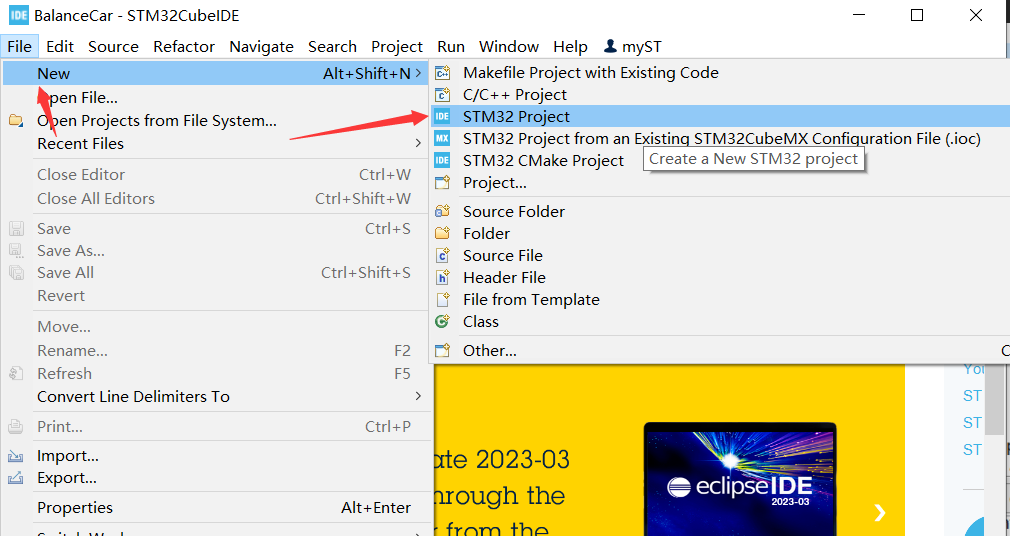 IDE BalanceCar - STM32CubeIDE
File Edit Source Refactor Navigate Search Project Run Window Help myST
New Alt+Shift+N
Open File...
Open Projects from File System...
Recent Files
Close Editor Ctrl+W
Close All Editors Ctrl+Shift+W
Save Ctrl+S
Save As...
Save All Ctrl+Shift+S
Revert
Move...
Rename... F2
Refresh F5
Convert Line Delimiters To
Print... Ctrl+P
Import...
Export...
Properties Alt+Enter
Makefile Project with Existing Code
C/C++ Project
IDE STM32 Project
MX STM32 Project from an Existing STM32CubeMX Configuration File (.ioc)
IDE STM32 CMake Project
Create a New STM32 project
Project...
Source Folder
Folder
Source File
Header File
File from Template
Class
Other... C
You
ST
ST
ST
ate 2023-03
hrough the
from the
eclipse IDE
2023-03